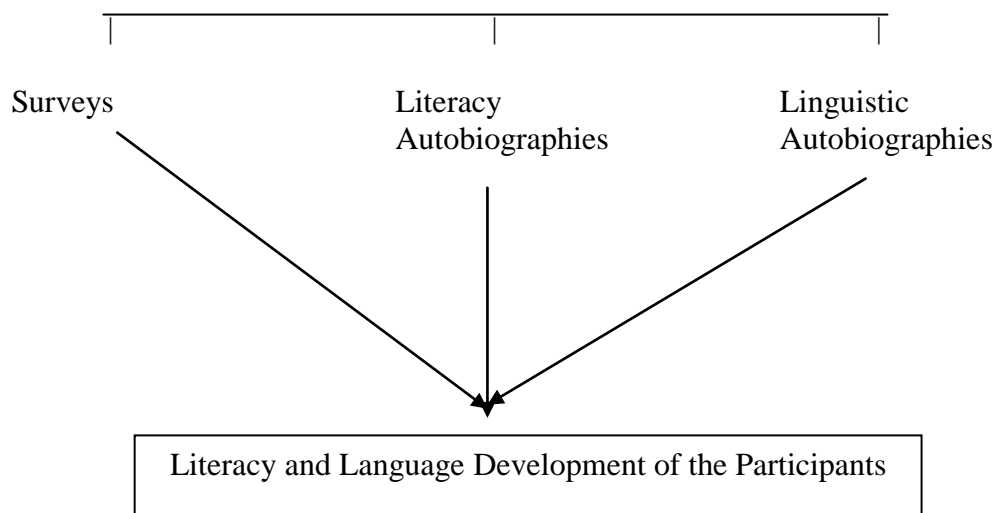 Surveys
Literacy
Autobiographies
Linguistic
Autobiographies
Literacy and Language Development of the Participants